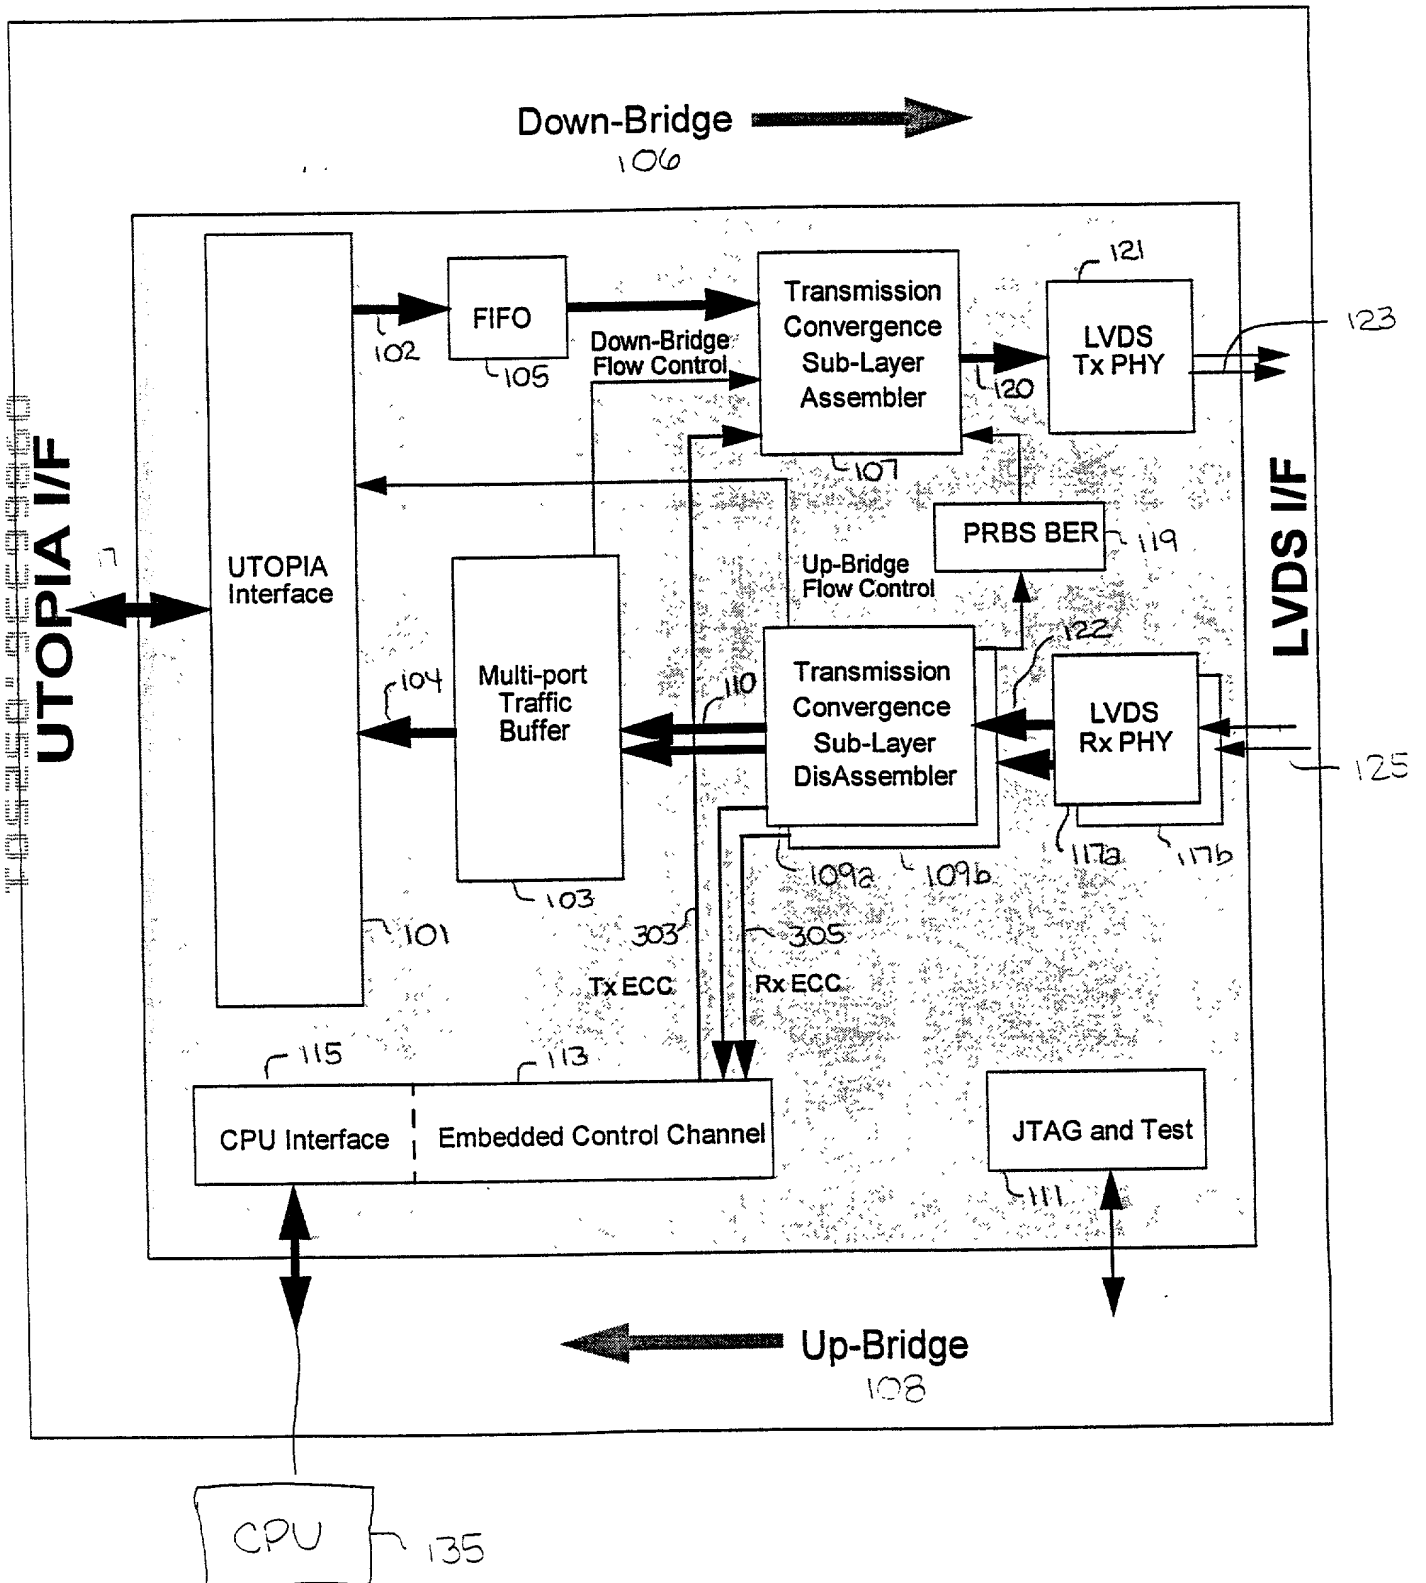 Down-Bridge
106
121
123
FIFO
102
105
Transmission
Convergence
Sub-Layer
Assembler
LVDS
Tx PHY
120
Down-Bridge
Flow Control
107
UTOPIA I/F
17
UTOPIA
Interface
PRBS BER
119
LVDS I/F
Up-Bridge
Flow Control
122
104
Multi-port
Traffic
Buffer
110
Transmission
Convergence
Sub-Layer
DisAssembler
LVDS
Rx PHY
125
117a
117b
109a
109b
103
101
303
305
Tx ECC
Rx ECC
115
113
CPU Interface
Embedded Control Channel
JTAG and Test
111
Up-Bridge
108
CPU
135